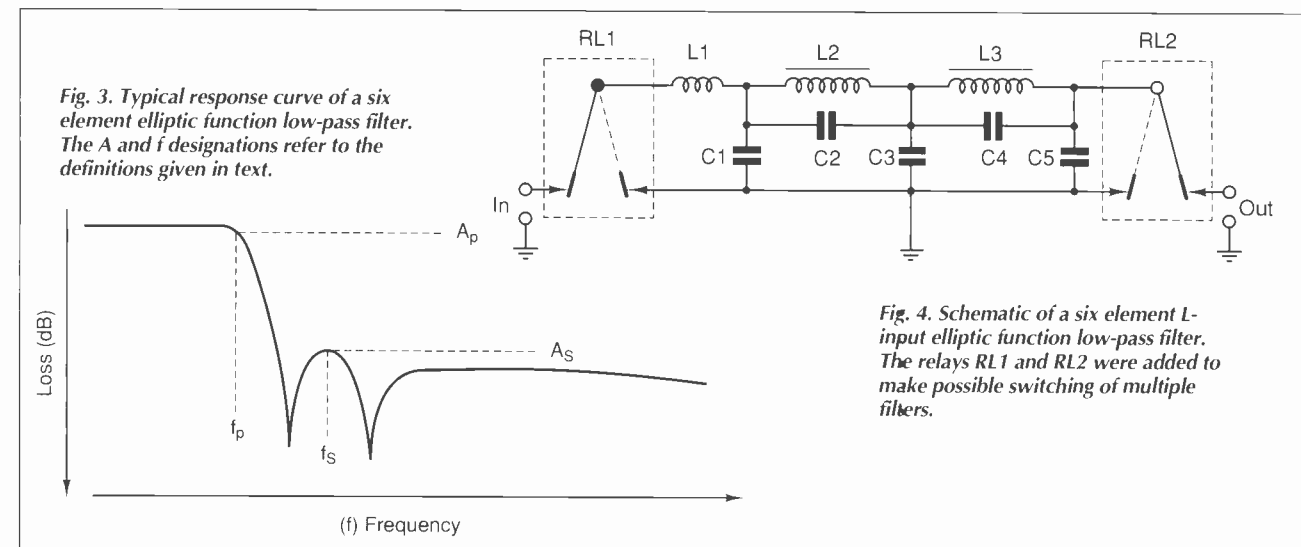 Fig. 3. Typical response curve of a six
element elliptic function low-pass filter.
The A and f designations refer to the
definitions given in text.
RL1
L1
L2
L3
RL2
C1
C2
C3
C4
C5
In
Out
Ap
As
Loss (dB)
fp
fs
(f) Frequency
Fig. 4. Schematic of a six element L-
input elliptic function low-pass filter.
The relays RL1 and RL2 were added to
make possible switching of multiple
filters.